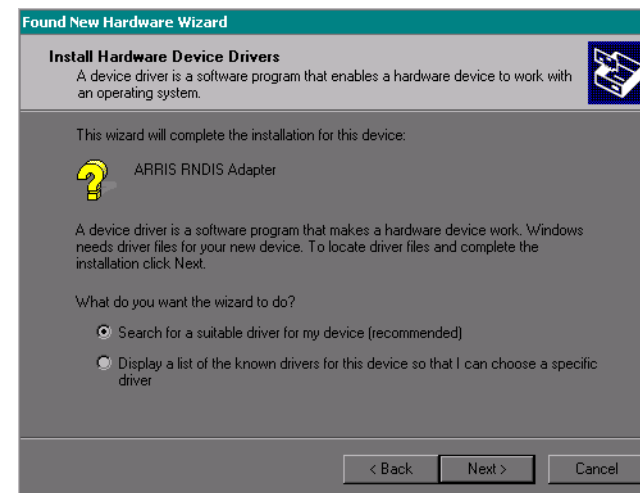 Found New Hardware Wizard
Install Hardware Device Drivers
A device driver is a software program that enables a hardware device to work with
an operating system.
This wizard will complete the installation for this device:
ARRIS RNDIS Adapter
A device driver is a software program that makes a hardware device work. Windows
needs driver files for your new device. To locate driver files and complete the
installation click Next.
What do you want the wizard to do?
Search for a suitable driver for my device (recommended)
Display a list of the known drivers for this device so that I can choose a specific
driver
< Back Next > Cancel